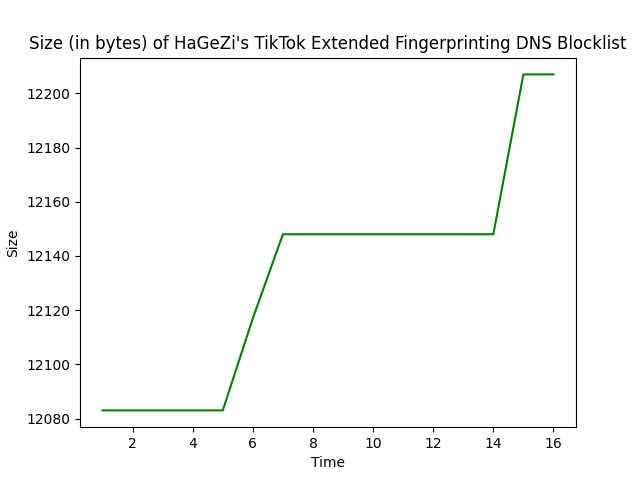 Size (in bytes) of HaGeZi's TikTok Extended Fingerprinting DNS Blocklist
12200
12180
12160
12140
12120
12100
12080
Size
2 4 6 8 10 12 14 16
Time